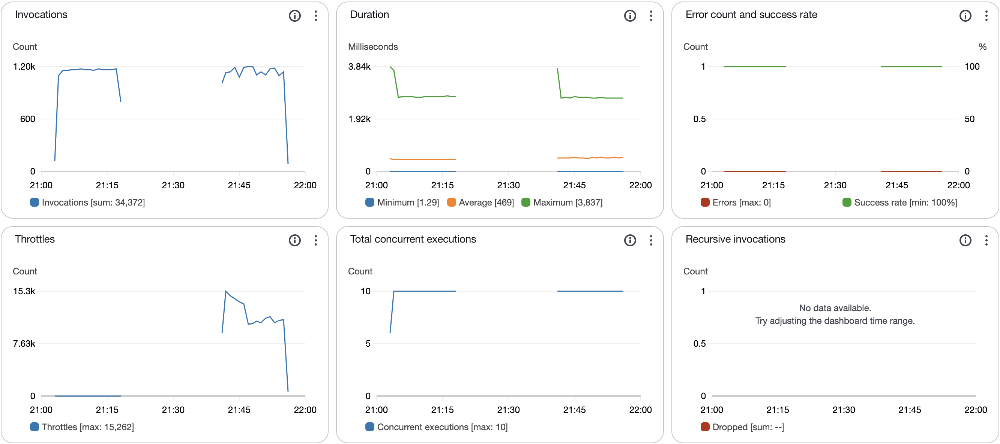 Invocations
Count
1.20k
600
0
21:00 21:15 21:30 21:45 22:00
Invocations [sum: 34,372]
Duration
Milliseconds
3.84k
1.92k
0
21:00 21:15 21:30 21:45 22:00
Minimum [1.29] Average [469] Maximum [3,837]
Error count and success rate
Count %
1 100
0.5 50
0 0
21:00 21:15 21:30 21:45 22:00
Errors [max: 0] Success rate [min: 100%]
Throttles
Count
15.3k
7.63k
0
21:00 21:15 21:30 21:45 22:00
Throttles [max: 15,262]
Total concurrent executions
Count
10
5
0
21:00 21:15 21:30 21:45 22:00
Concurrent executions [max: 10]
Recursive invocations
Count
1
No data available.
Try adjusting the dashboard time range.
0.5
0
21:00 21:15 21:30 21:45 22:00
Dropped [sum: --]